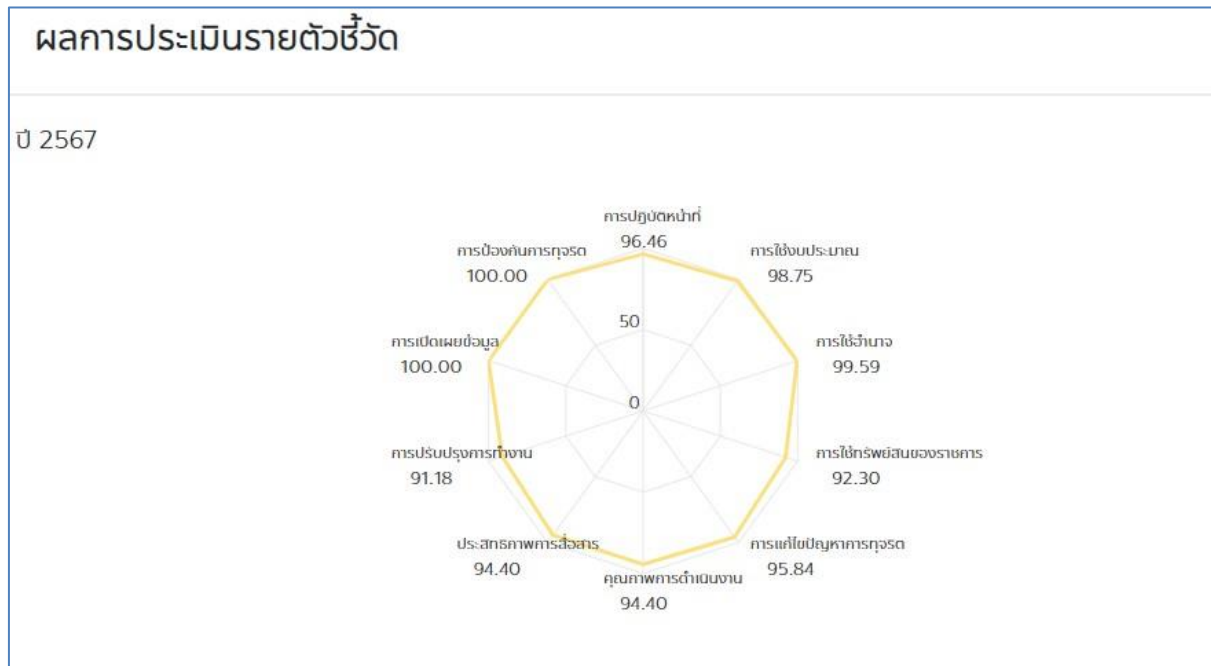 ผลการประเมินรายตัวชี้วัด
ปี 2567
การปฏิบัติหน้าที่
96.46
การใช้งบประมาณ
98.75
การใช้อำนาจ
99.59
การใช้ทรัพย์สินของราชการ
92.30
การแก้ไขปัญหาการทุจริต
95.84
คุณภาพการดำเนินงาน
94.40
ประสิทธิภาพการสื่อสาร
94.40
การปรับปรุงการทำงาน
91.18
การเปิดเผยข้อมูล
100.00
การป้องกันการทุจริต
100.00
50
0